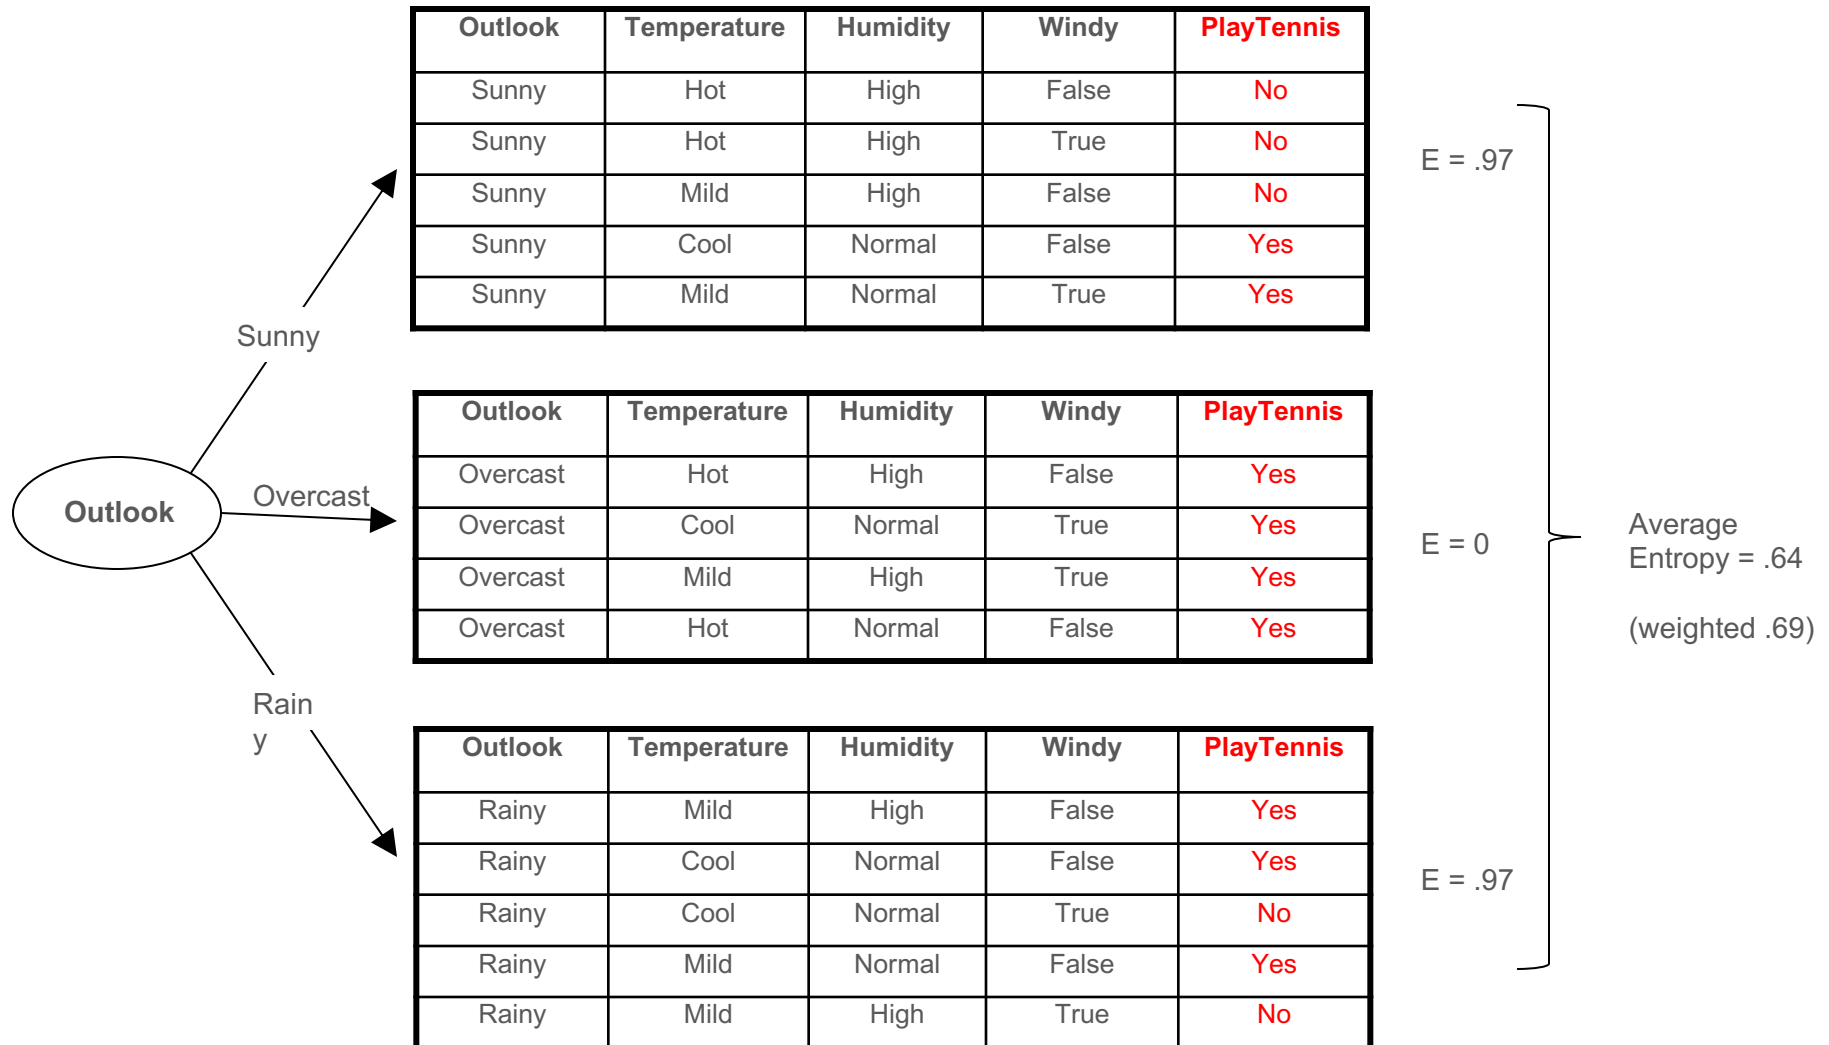 Outlook Temperature Humidity Windy PlayTennis
Sunny Hot High False No
Sunny Hot High True No
Sunny Mild High False No
Sunny Cool Normal False Yes
Sunny Mild Normal True Yes
E = .97
Sunny
Outlook Temperature Humidity Windy PlayTennis
Overcast Hot High False Yes
Overcast Cool Normal True Yes
Overcast Mild High True Yes
Overcast Hot Normal False Yes
Outlook
Overcast
E = 0
Average
Entropy = .64
(weighted .69)
Rain
y
Outlook Temperature Humidity Windy PlayTennis
Rainy Mild High False Yes
Rainy Cool Normal False Yes
Rainy Cool Normal True No
Rainy Mild Normal False Yes
Rainy Mild High True No
E = .97